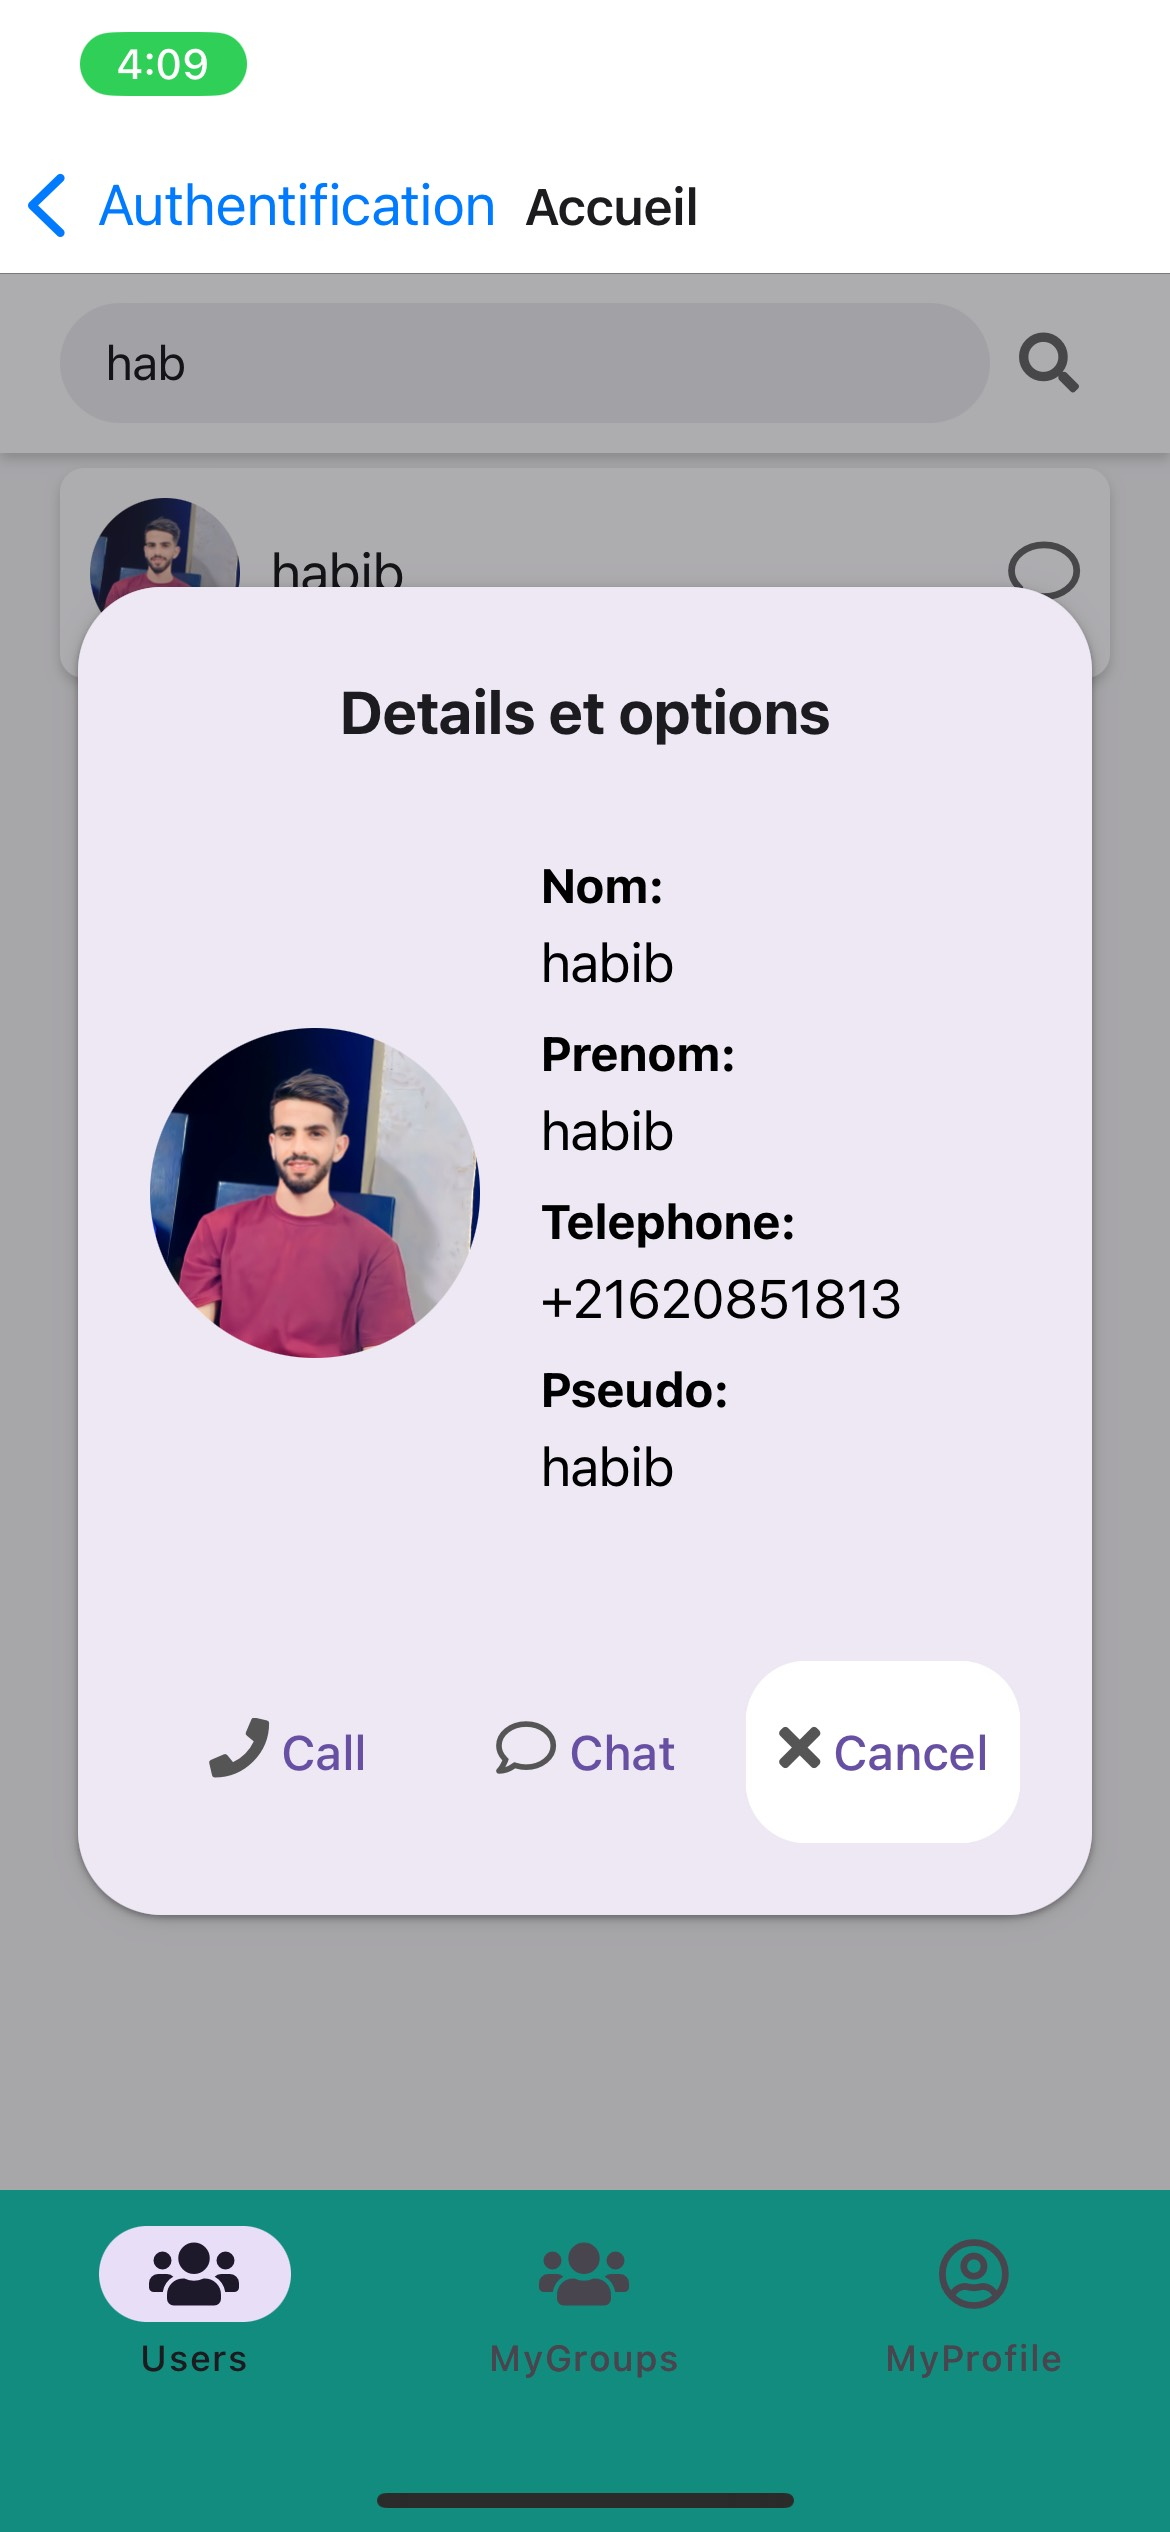 4:09
Authentification Accueil
hab
habib
Details et options
Nom:
habib
Prenom:
habib
Telephone:
+21620851813
Pseudo:
habib
Call Chat Cancel
Users MyGroups MyProfile